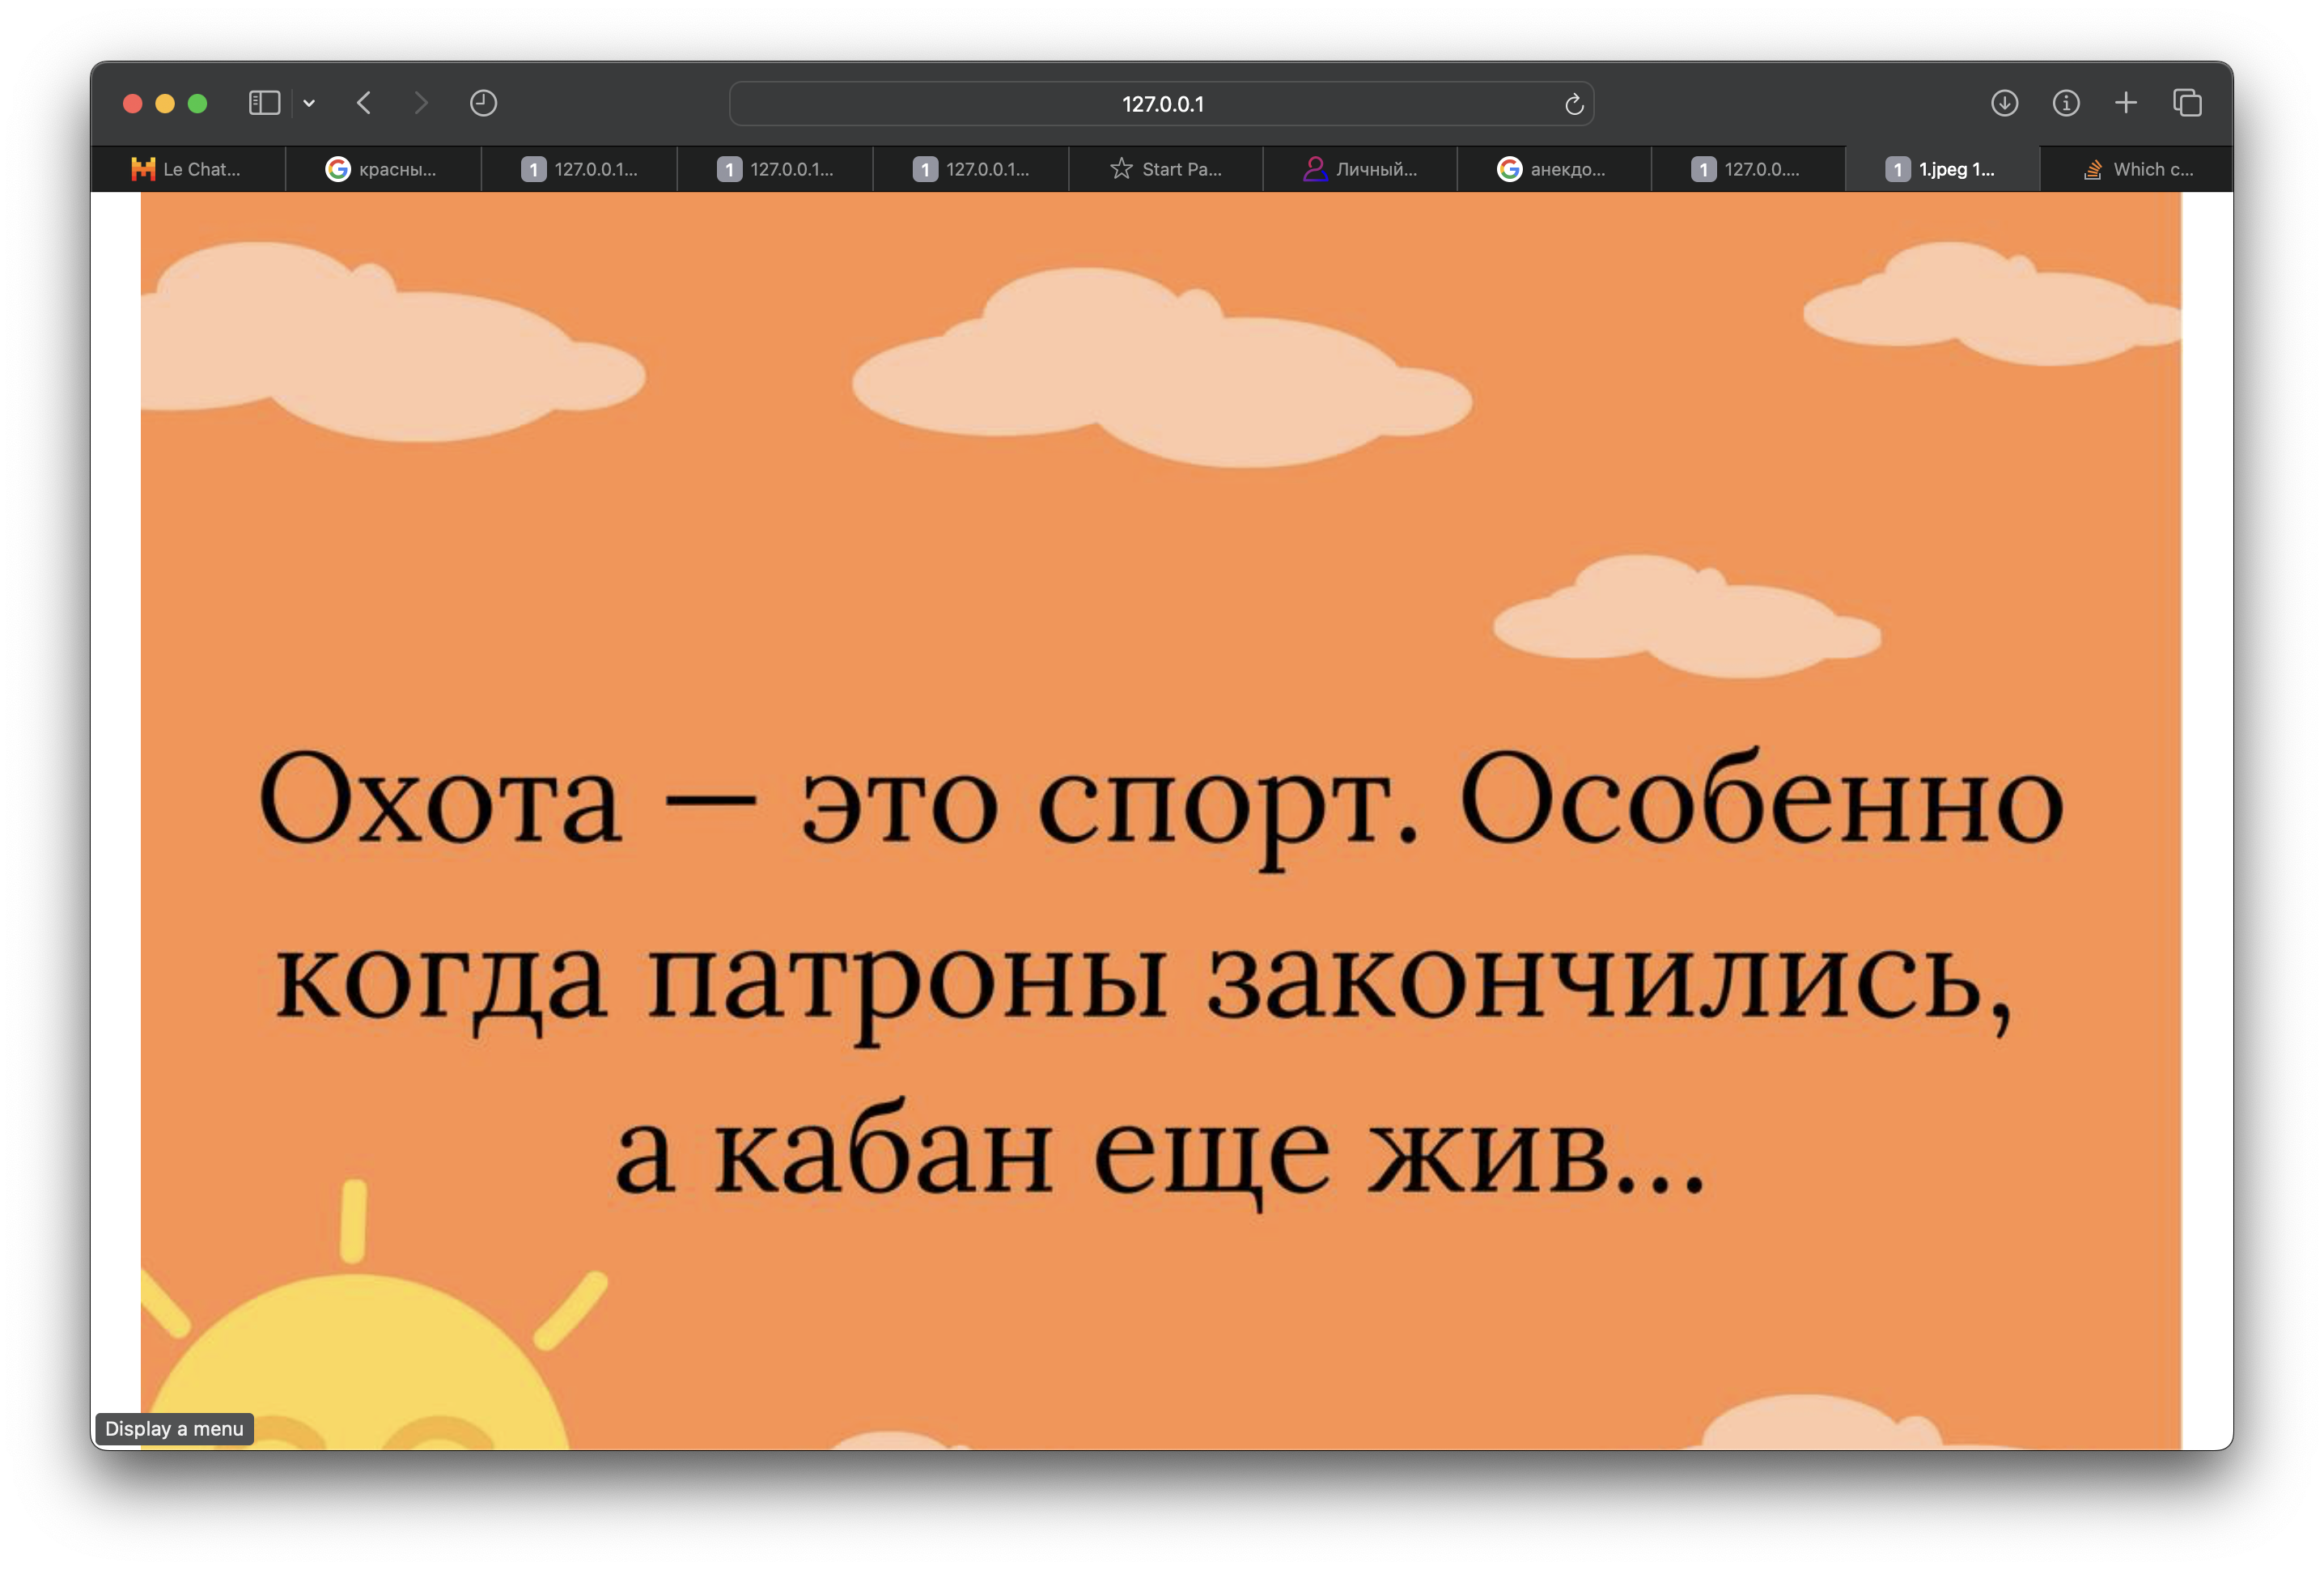 127.0.0.1
Le Chat...
красны...
127.0.0.1...
127.0.0.1...
127.0.0.1...
Start Pa...
Личный...
анекдо...
127.0.0....
1.jpeg 1...
Which c...
Охота — это спорт. Особенно
когда патроны закончились,
а кабан еще жив...
Display a menu